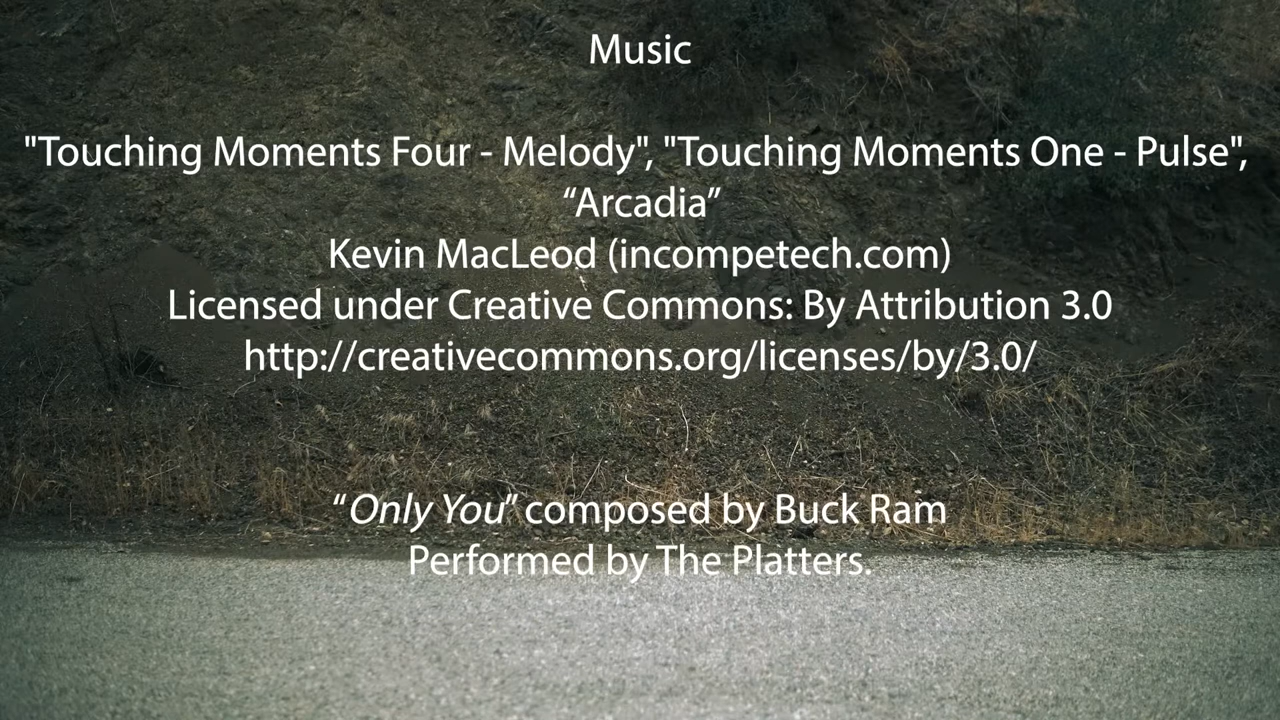 Music
"Touching Moments Four - Melody", "Touching Moments One - Pulse",
“Arcadia”
Kevin MacLeod (incompetech.com)
Licensed under Creative Commons: By Attribution 3.0
http://creativecommons.org/licenses/by/3.0/
“Only You” composed by Buck Ram
Performed by The Platters.